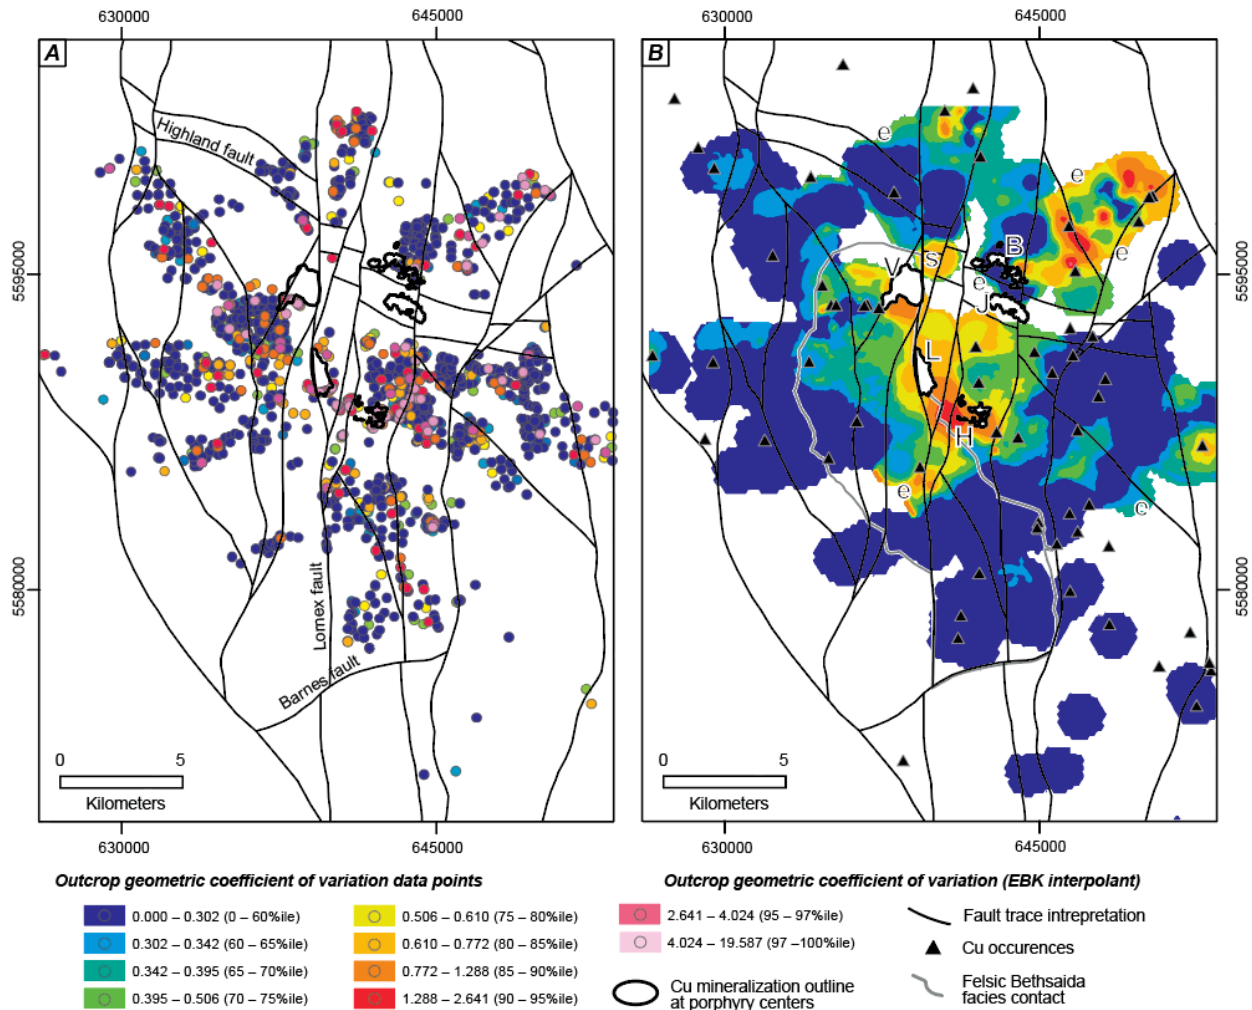 630000
645000
630000
645000
A
B
Highland fault
e
e
5595000
5595000
B
S
V
e
e
J
L
H
e
e
5580000
5580000
Lornex fault
Barnes fault
0
5
Kilometers
0
5
Kilometers
630000
645000
630000
645000
Outcrop geometric coefficient of variation data points
0.000 – 0.302 (0 – 60%ile)
0.302 – 0.342 (60 – 65%ile)
0.342 – 0.395 (65 – 70%ile)
0.395 – 0.506 (70 – 75%ile)
0.506 – 0.610 (75 – 80%ile)
0.610 – 0.772 (80 – 85%ile)
0.772 – 1.288 (85 – 90%ile)
1.288 – 2.641 (90 – 95%ile)
Outcrop geometric coefficient of variation (EBK interpolant)
2.641 – 4.024 (95 – 97%ile)
4.024 – 19.587 (97 –100%ile)
Cu mineralization outline
at porphyry centers
Fault trace intrepretation
Cu occurences
Felsic Bethsaida
facies contact